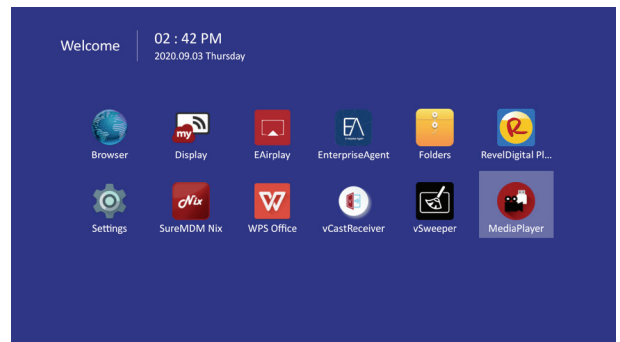 Welcome
02 : 42 PM
2020.09.03 Thursday
my
EA
R
Browser
Display
EAirplay
EnterpriseAgent
Folders
RevelDigital Pl...
Nix
W
Settings
SureMDM Nix
WPS Office
vCastReceiver
vSweeper
MediaPlayer